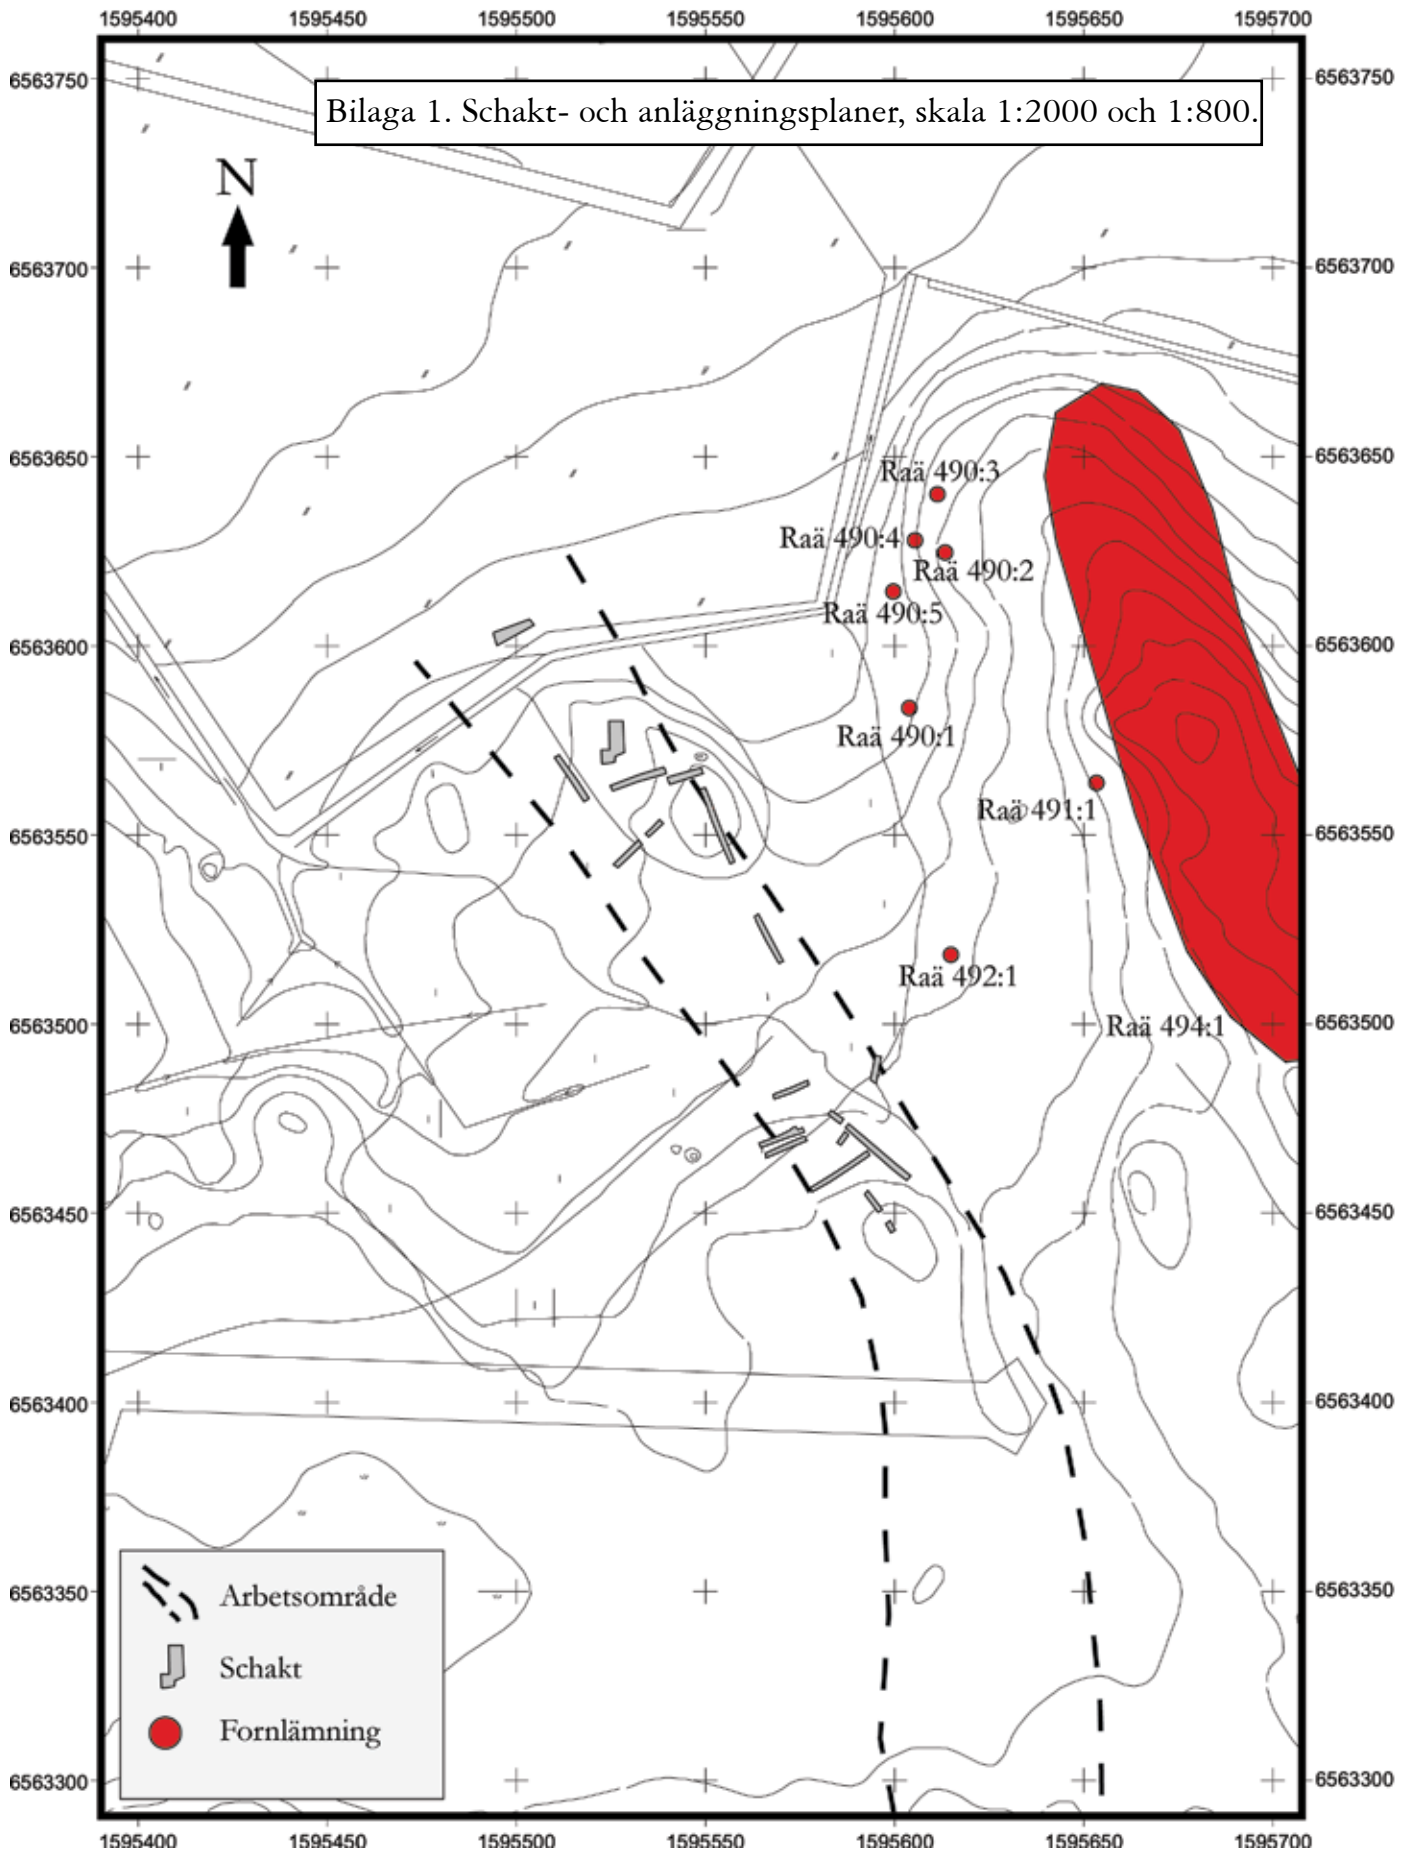 1595400 1595450 1595500 1595550 1595600 1595650 1595700
6563750 6563750
Bilaga 1. Schakt- och anläggningsplaner, skala 1:2000 och 1:800.
N
6563700 6563700
6563650 6563650
Raä 490:3
Raä 490:4
Raä 490:2
Raä 490:5
6563600 6563600
Raä 490:1
Raä 491:1
6563550 6563550
Raä 492:1
6563500 6563500
Raä 494:1
6563450 6563450
6563400 6563400
6563350 6563350
Arbetsområde
Schakt
Fornlämning
6563300 6563300
1595400 1595450 1595500 1595550 1595600 1595650 1595700